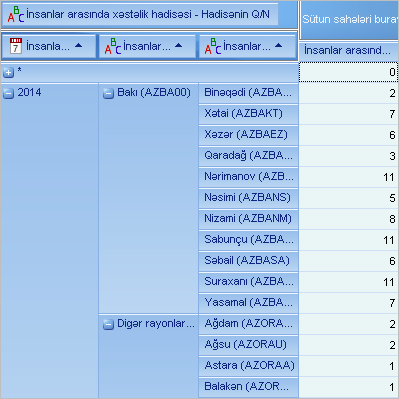 İnsanlar arasında xəstəlik hadisəsi - Hadisənin Q/N
Sütun sahələri bura
İnsanla... İnsanlar... İnsanlar... İnsanlar arasınd...
* 0
2014 Bakı (AZBA00) Binəqədi (AZBA... 2
Xətai (AZBAKT) 7
Xəzər (AZBAEZ) 6
Qaradağ (AZBA... 3
Nərimanov (AZB... 11
Nəsimi (AZBANS) 5
Nizami (AZBANM) 8
Sabunçu (AZBA... 11
Səbail (AZBASA) 6
Suraxanı (AZBA... 11
Yasamal (AZBA... 7
Digər rayonlar... Ağdam (AZORA... 2
Ağsu (AZORAU) 2
Astara (AZORAA) 1
Balakən (AZOR... 1